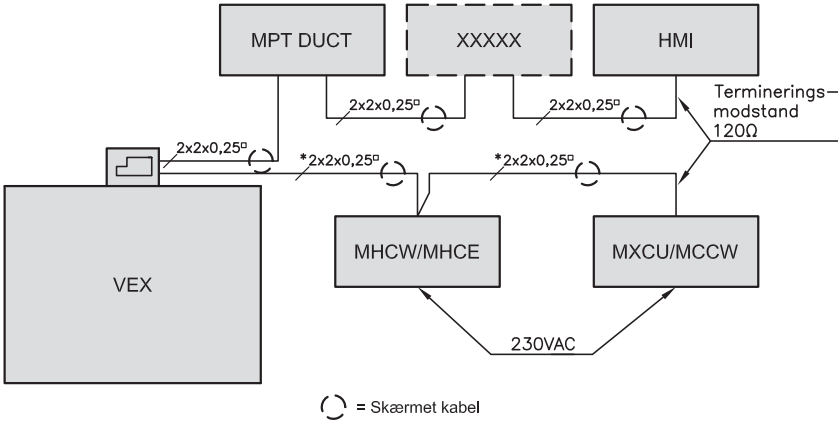 MPT DUCT
XXXXX
HMI
2x2x0,25¤
2x2x0,25¤
Terminerings-
modstand
120Ω
2x2x0,25¤
*2x2x0,25¤
*2x2x0,25¤
MHCW/MHCE
MXCU/MCCW
VEX
230VAC
= Skærmet kabel